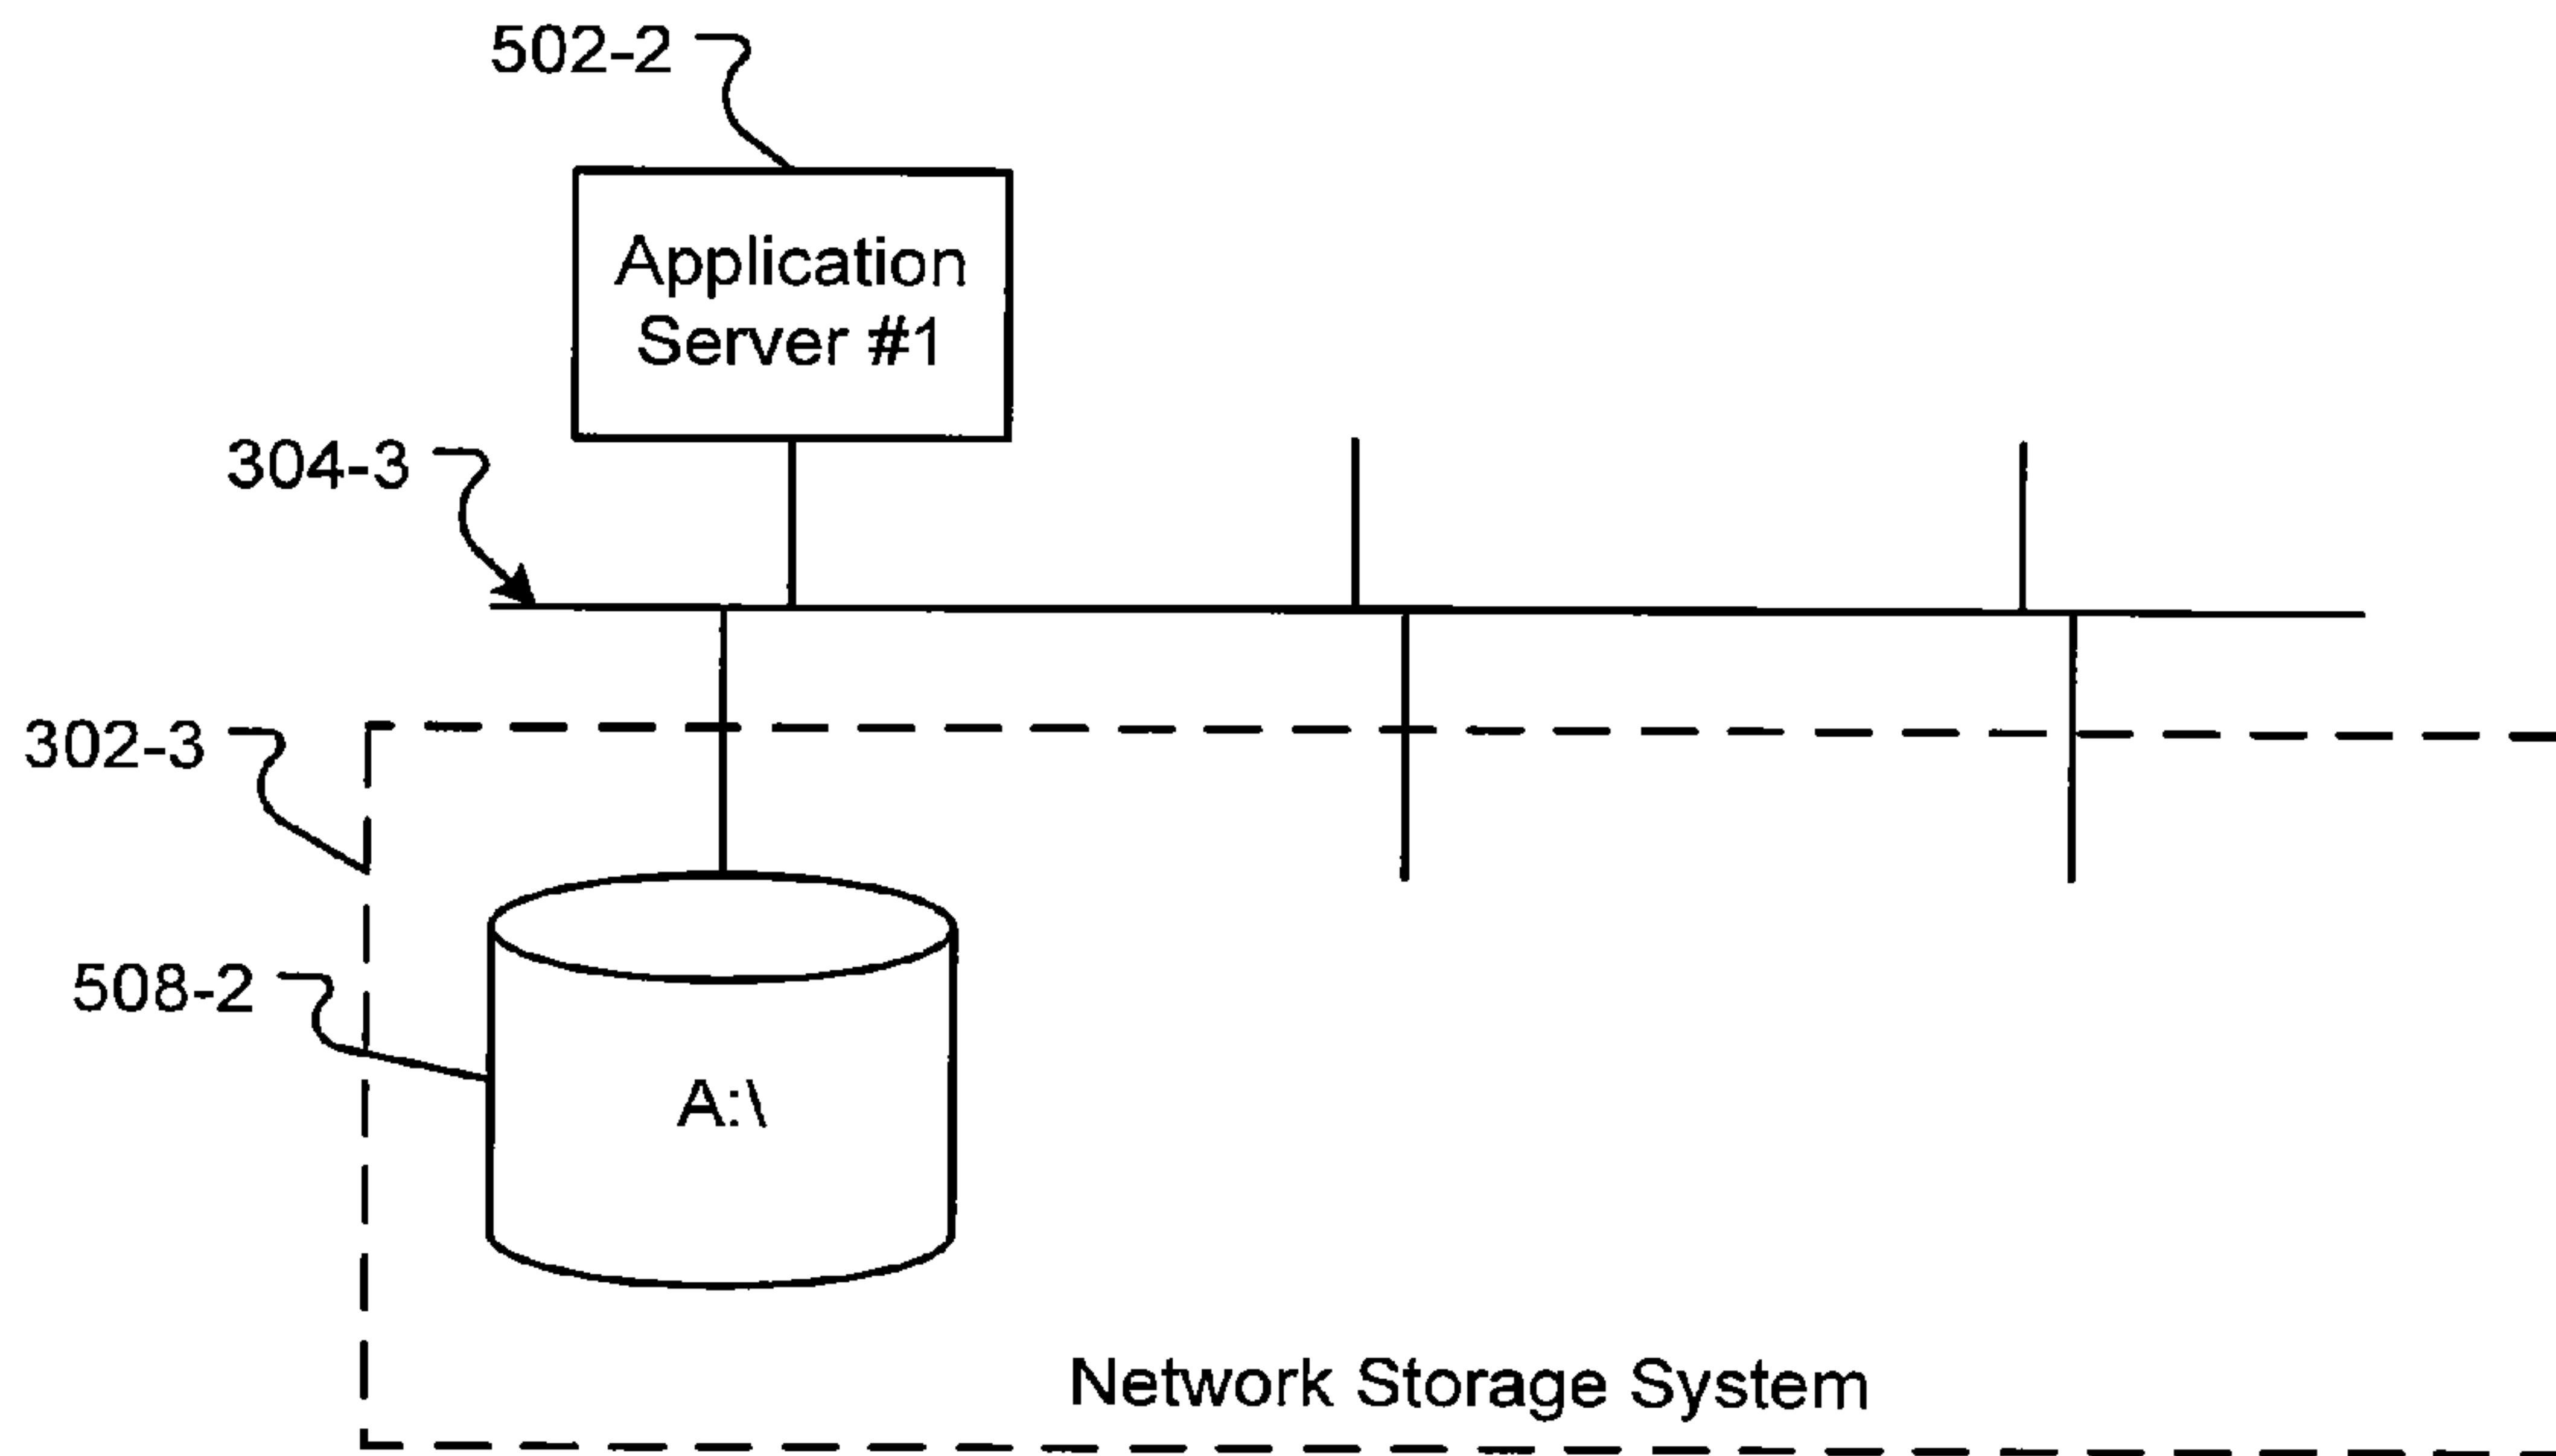 502-2
Application
Server #1
304-3
302-3
508-2
A:\
Network Storage System